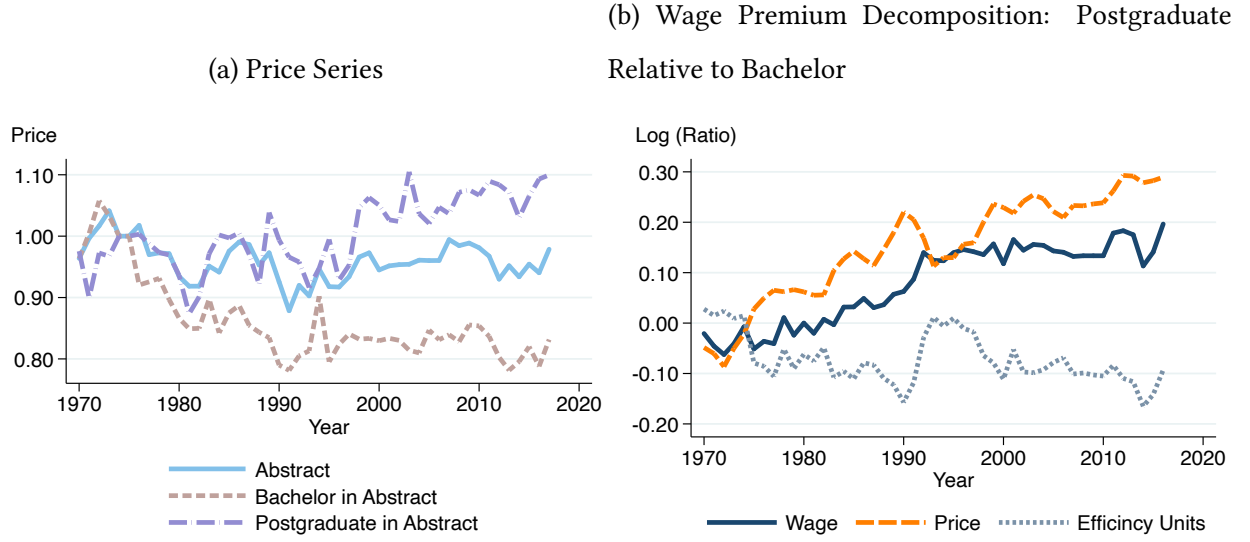 (a) Price Series
(b) Wage Premium Decomposition: Postgraduate
Relative to Bachelor
Price
1.10
1.00
0.90
0.80
1970 1980 1990 2000 2010 2020
Year
Abstract
Bachelor in Abstract
Postgraduate in Abstract
Log (Ratio)
0.30
0.20
0.10
0.00
-0.10
-0.20
1970 1980 1990 2000 2010 2020
Year
Wage Price Efficincy Units